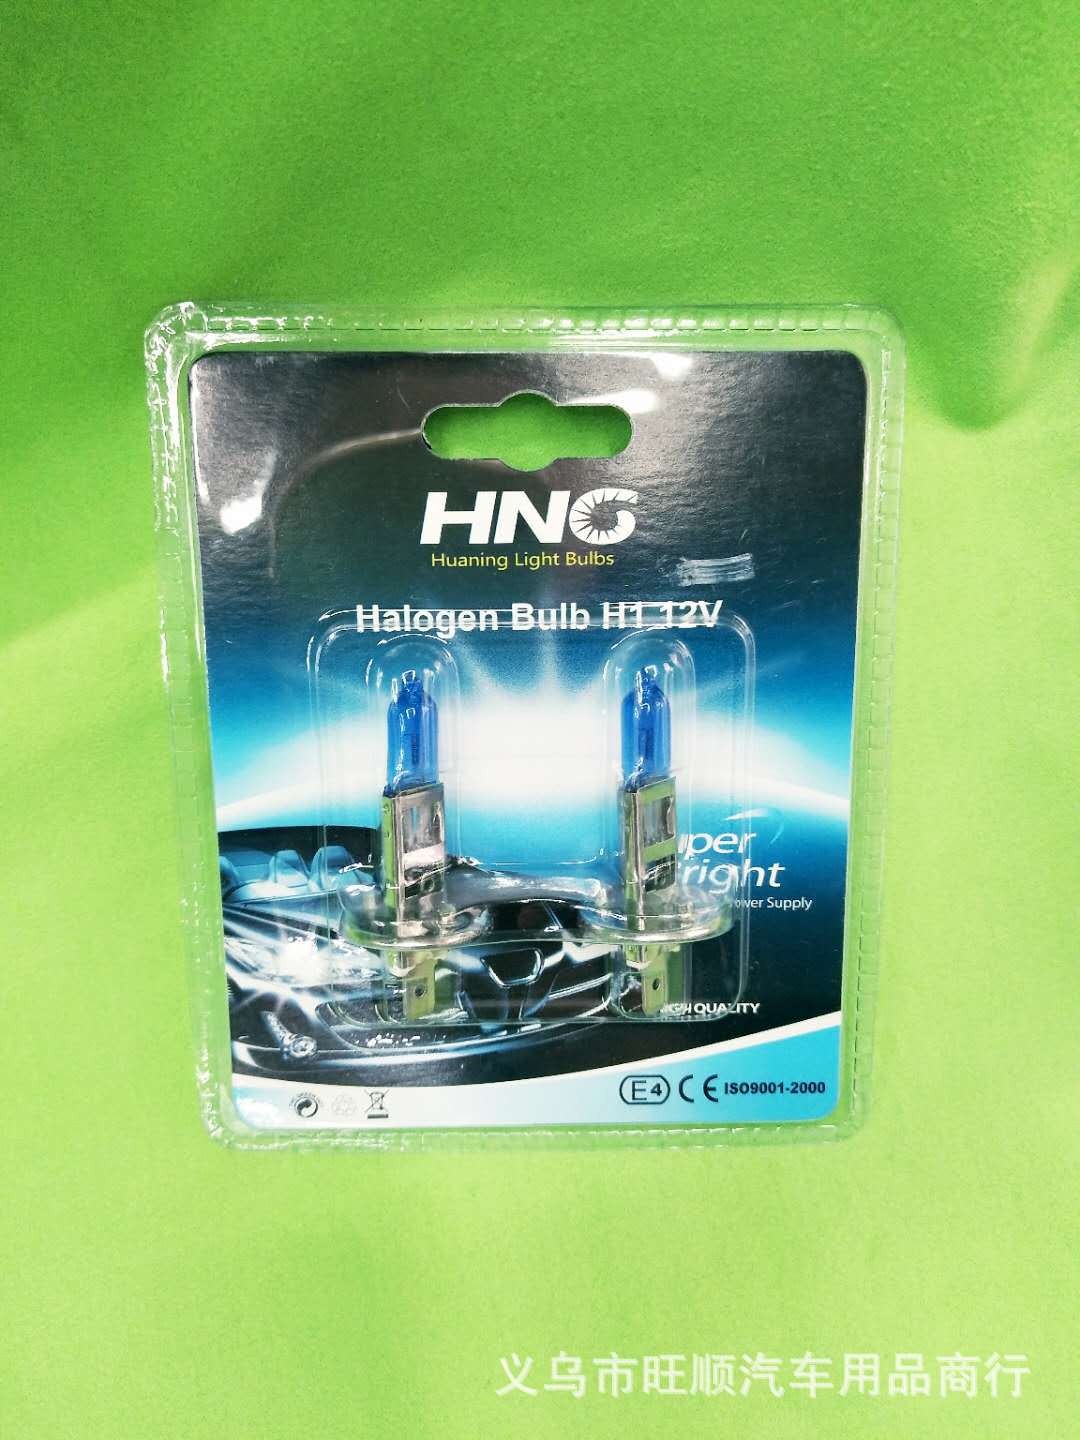 HNG
Huaning Light Bulbs
Halogen Bulb H1 12V
QUALITY
E4 CE ISO9001-2000
Supply
义乌市旺顺汽车用品商行